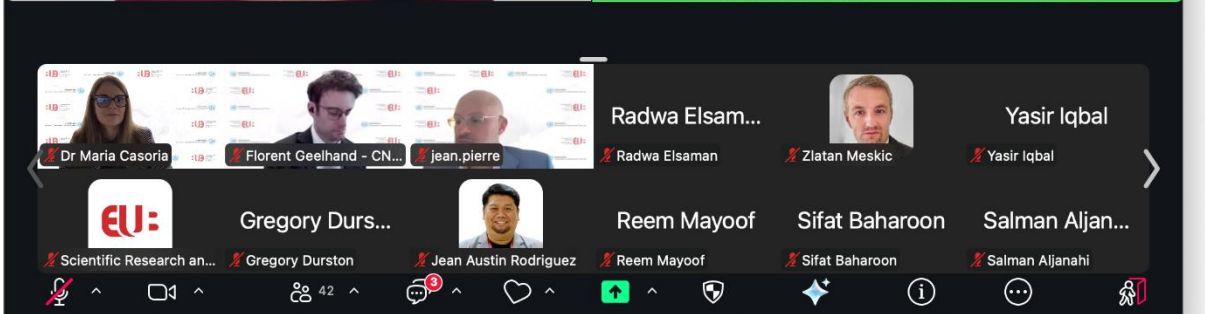 Radwa Elsam...
Yasir Iqbal
Dr Maria Casoria
Florent Geelhand - CN...
jean.pierre
Radwa Elsaman
Zlatan Meskic
Yasir Iqbal
EU:
Gregory Durs...
Reem Mayoof
Sifat Baharoon
Salman Aljan...
Scientific Research an...
Gregory Durston
Jean Austin Rodriguez
Reem Mayoof
Sifat Baharoon
Salman Aljanahi
42
3